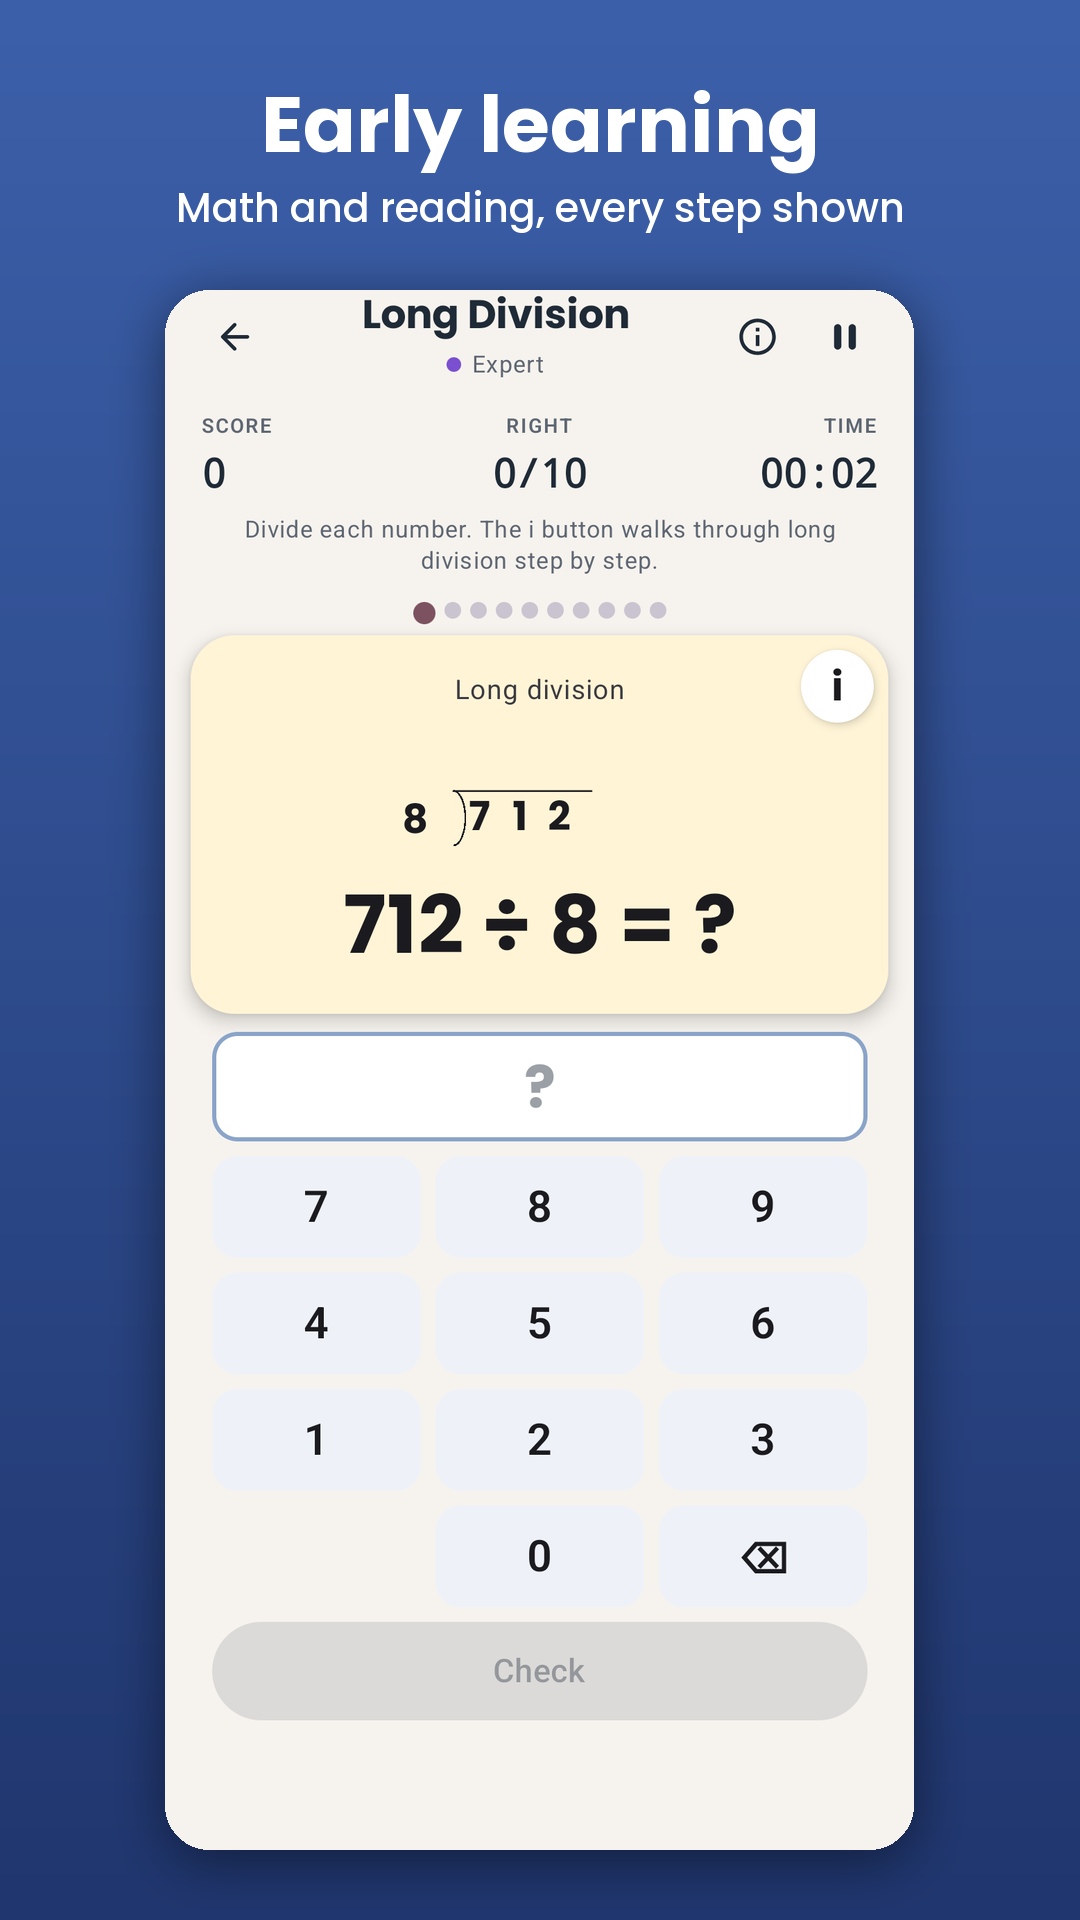 Early learning
Math and reading, every step shown
Long Division
Expert
SCORE RIGHT TIME
0 0/10 00:02
Divide each number. The i button walks through long
division step by step.
Long division
i
8 7 1 2
712 ÷ 8 = ?
?
7 8 9
4 5 6
1 2 3
0
Check